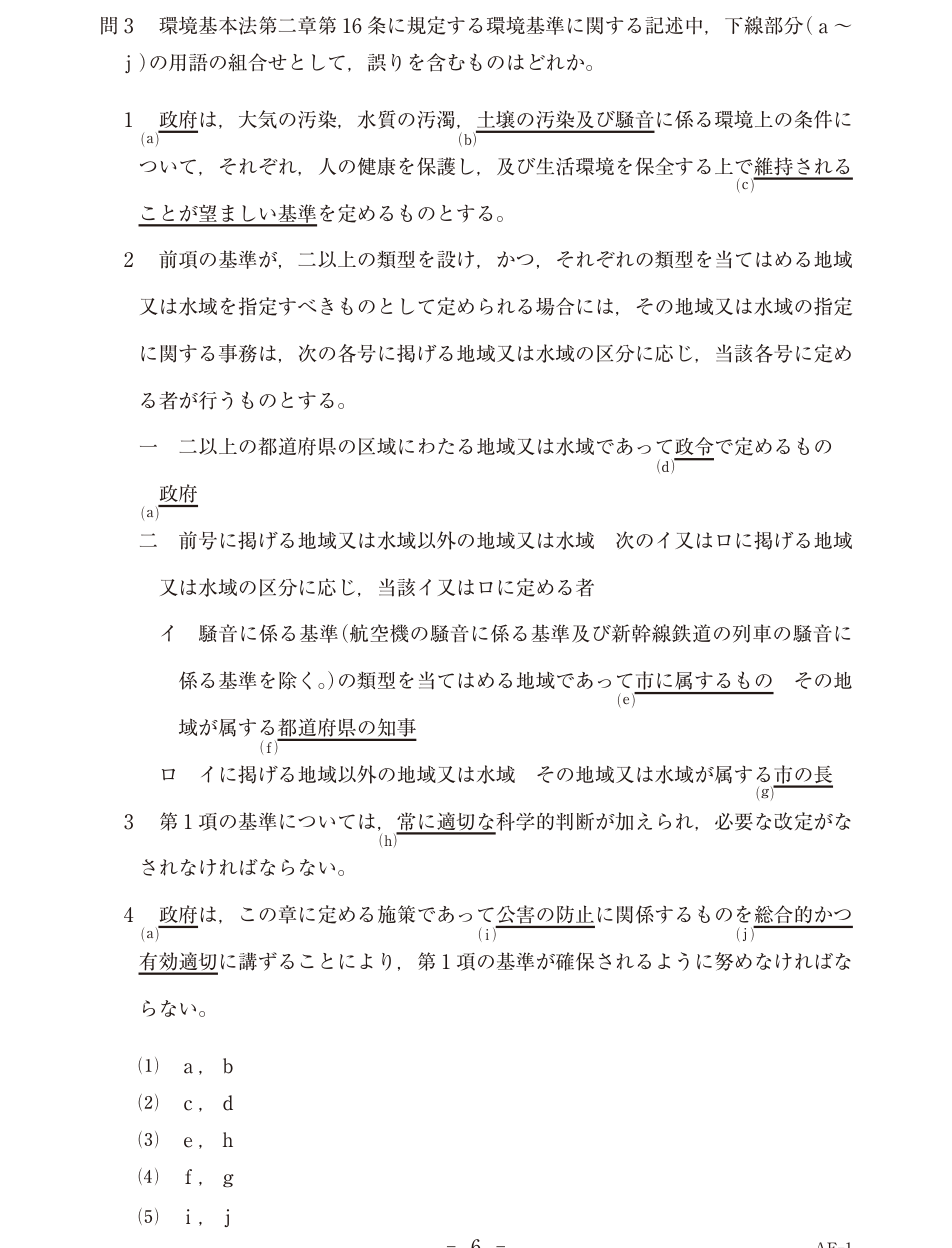 問3 環境基本法第二章第16条に規定する環境基準に関する記述中，下線部分(a～
j)の用語の組合せとして，誤りを含むものはどれか。
1 政府は，大気の汚染，水質の汚濁，土壌の汚染及び騒音に係る環境上の条件に
(a) (b)
ついて，それぞれ，人の健康を保護し，及び生活環境を保全する上で維持される
(c)
ことが望ましい基準を定めるものとする。
2 前項の基準が，二以上の類型を設け，かつ，それぞれの類型を当てはめる地域
又は水域を指定すべきものとして定められる場合には，その地域又は水域の指定
に関する事務は，次の各号に掲げる地域又は水域の区分に応じ，当該各号に定め
る者が行うものとする。
一 二以上の都道府県の区域にわたる地域又は水域であって政令で定めるもの
(d)
政府
(a)
二 前号に掲げる地域又は水域以外の地域又は水域 次のイ又はロに掲げる地域
又は水域の区分に応じ，当該イ又はロに定める者
イ 騒音に係る基準(航空機の騒音に係る基準及び新幹線鉄道の列車の騒音に
係る基準を除く。)の類型を当てはめる地域であって市に属するもの その地
(e)
域が属する都道府県の知事
(f)
ロ イに掲げる地域以外の地域又は水域 その地域又は水域が属する市の長
(g)
3 第1項の基準については，常に適切な科学的判断が加えられ，必要な改定がな
(h)
されなければならない。
4 政府は，この章に定める施策であって公害の防止に関係するものを総合的かつ
(a) (i) (j)
有効適切に講ずることにより，第1項の基準が確保されるように努めなければな
らない。
(1) a，b
(2) c，d
(3) e，h
(4) f，g
(5) i，j
- 6 -